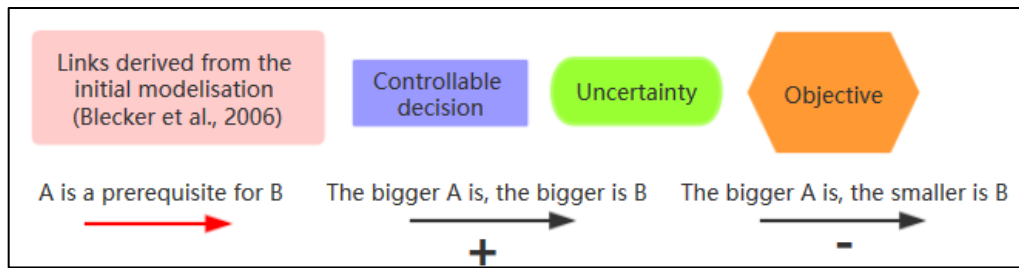 Links derived from the
initial modelisation
(Blecker et al., 2006)
Controllable
decision
Uncertainty
Objective
A is a prerequisite for B
The bigger A is, the bigger is B
The bigger A is, the smaller is B
+
-